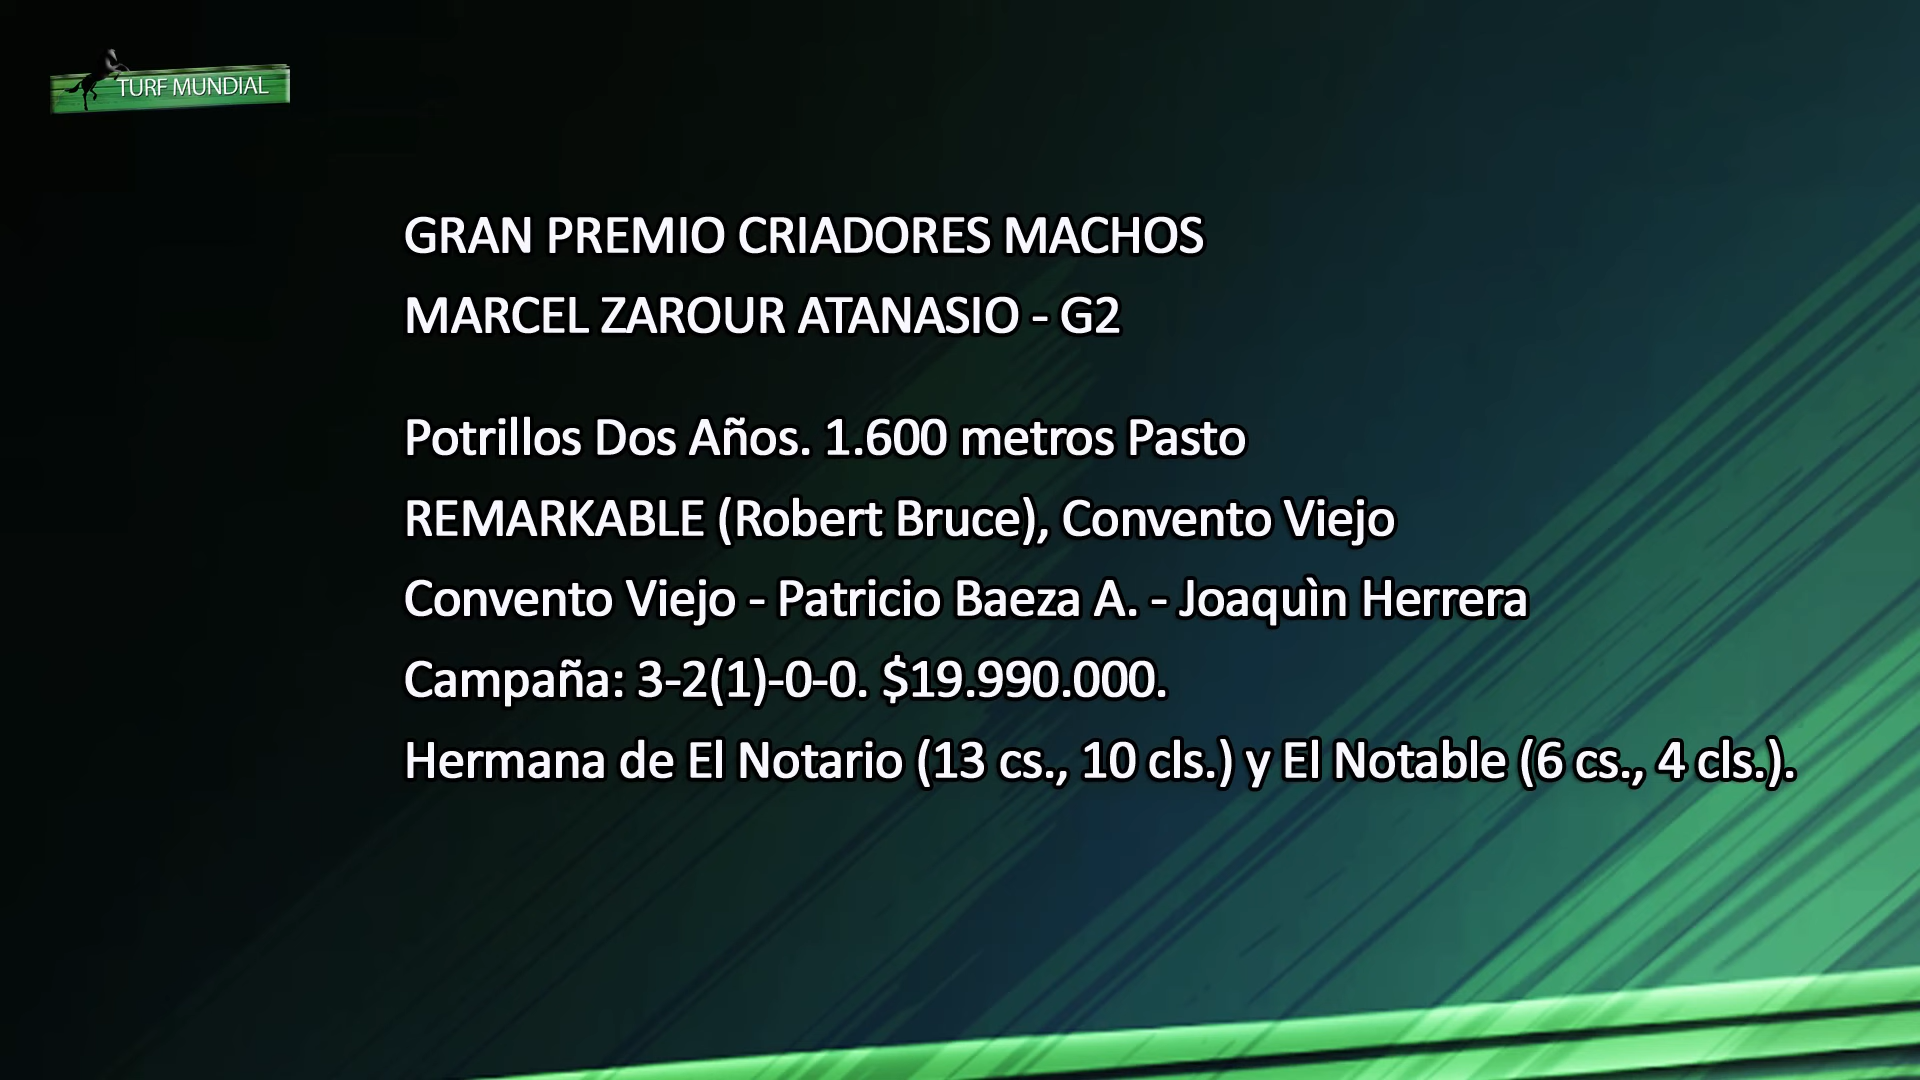 TURF MUNDIAL
GRAN PREMIO CRIADORES MACHOS
MARCEL ZAROUR ATANASIO - G2
Potrillos Dos Años. 1.600 metros Pasto
REMARKABLE (Robert Bruce), Convento Viejo
Convento Viejo - Patricio Baeza A. - Joaquìn Herrera
Campaña: 3-2(1)-0-0. $19.990.000.
Hermana de El Notario (13 cs., 10 cls.) y El Notable (6 cs., 4 cls.).